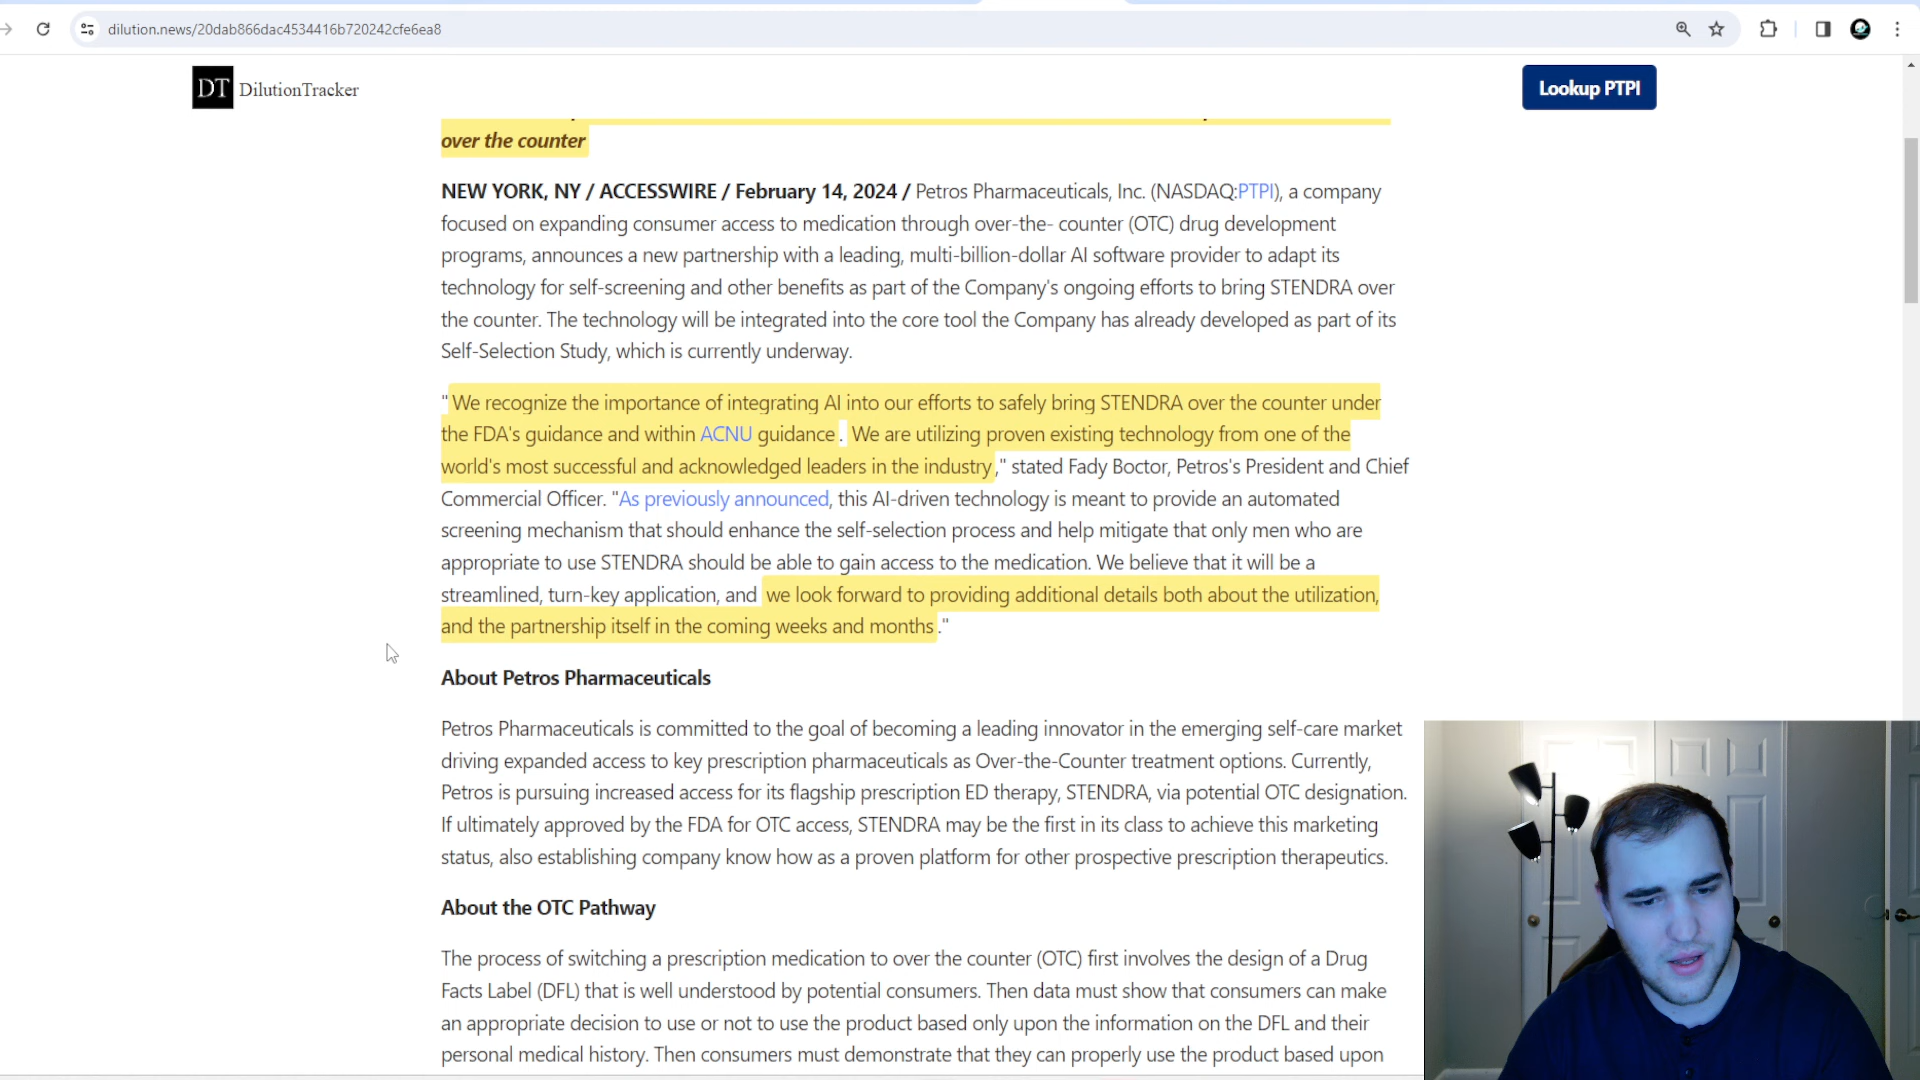 dilution.news/20dab866dac4534416b720242cfe6ea8
DT DilutionTracker
Lookup PTPI
over the counter
NEW YORK, NY / ACCESSWIRE / February 14, 2024 / Petros Pharmaceuticals, Inc. (NASDAQ:PTPI), a company
focused on expanding consumer access to medication through over-the- counter (OTC) drug development
programs, announces a new partnership with a leading, multi-billion-dollar AI software provider to adapt its
technology for self-screening and other benefits as part of the Company's ongoing efforts to bring STENDRA over
the counter. The technology will be integrated into the core tool the Company has already developed as part of its
Self-Selection Study, which is currently underway.
"We recognize the importance of integrating AI into our efforts to safely bring STENDRA over the counter under
the FDA's guidance and within ACNU guidance. We are utilizing proven existing technology from one of the
world's most successful and acknowledged leaders in the industry," stated Fady Boctor, Petros's President and Chief
Commercial Officer. "As previously announced, this AI-driven technology is meant to provide an automated
screening mechanism that should enhance the self-selection process and help mitigate that only men who are
appropriate to use STENDRA should be able to gain access to the medication. We believe that it will be a
streamlined, turn-key application, and we look forward to providing additional details both about the utilization,
and the partnership itself in the coming weeks and months."
About Petros Pharmaceuticals
Petros Pharmaceuticals is committed to the goal of becoming a leading innovator in the emerging self-care market
driving expanded access to key prescription pharmaceuticals as Over-the-Counter treatment options. Currently,
Petros is pursuing increased access for its flagship prescription ED therapy, STENDRA, via potential OTC designation.
If ultimately approved by the FDA for OTC access, STENDRA may be the first in its class to achieve this marketing
status, also establishing company know how as a proven platform for other prospective prescription therapeutics.
About the OTC Pathway
The process of switching a prescription medication to over the counter (OTC) first involves the design of a Drug
Facts Label (DFL) that is well understood by potential consumers. Then data must show that consumers can make
an appropriate decision to use or not to use the product based only upon the information on the DFL and their
personal medical history. Then consumers must demonstrate that they can properly use the product based upon